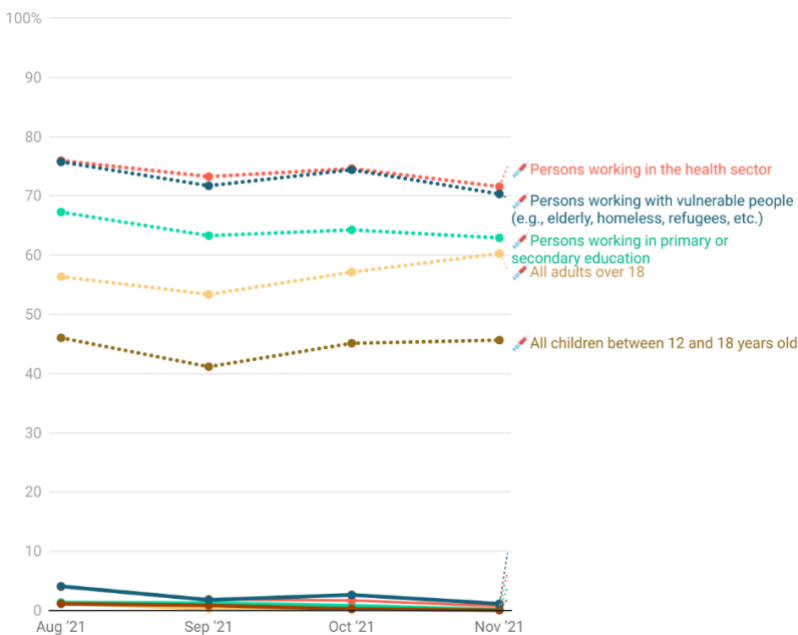 100%
90
80
70
60
50
40
30
20
10
0
Persons working in the health sector
Persons working with vulnerable people
(e.g., elderly, homeless, refugees, etc.)
Persons working in primary or
secondary education
All adults over 18
All children between 12 and 18 years old
Aug '21 Sep '21 Oct '21 Nov '21